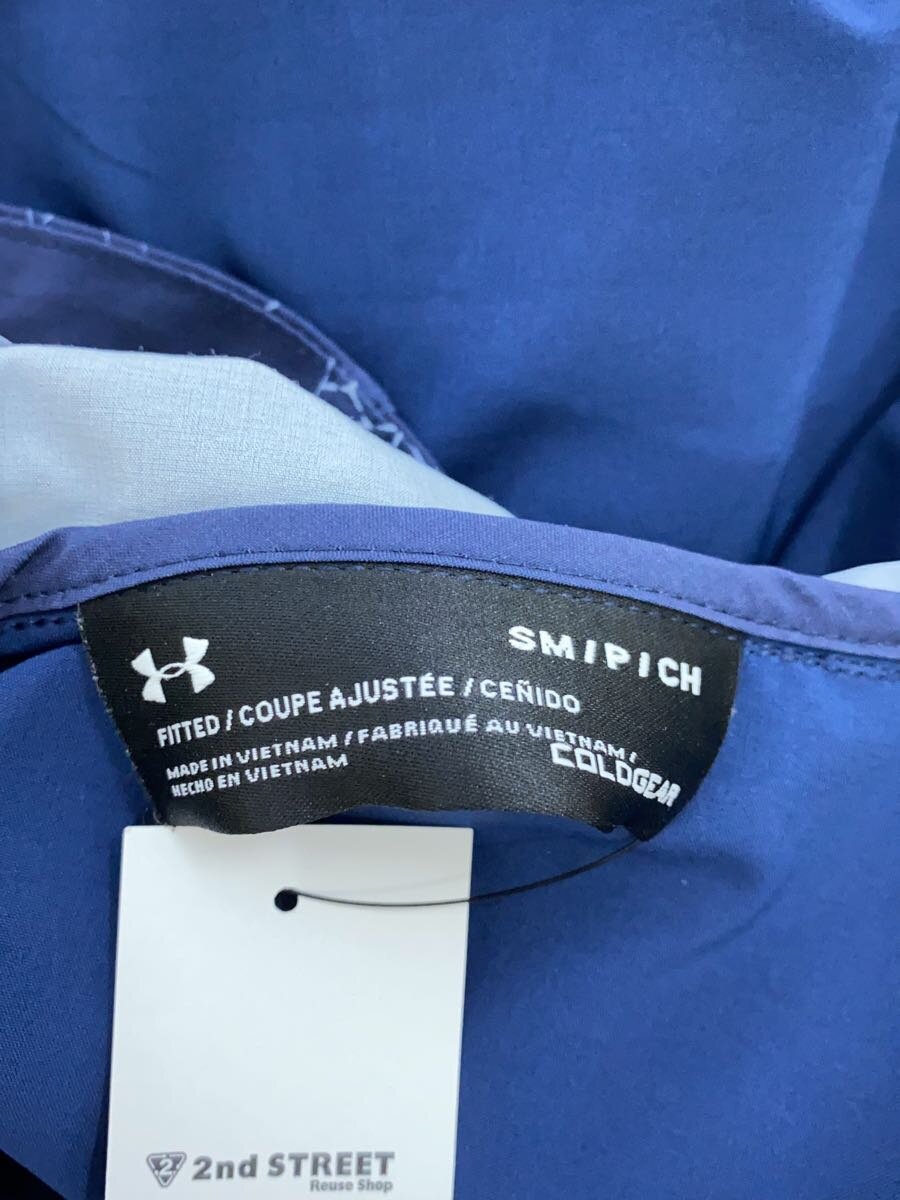 SM/P/CH
FITTED / COUPE AJUSTÉE / CEÑIDO
MADE IN VIETNAM / FABRIQUÉ AU VIETNAM /
HECHO EN VIETNAM
COLDGEAR
2 2nd STREET
Reuse Shop